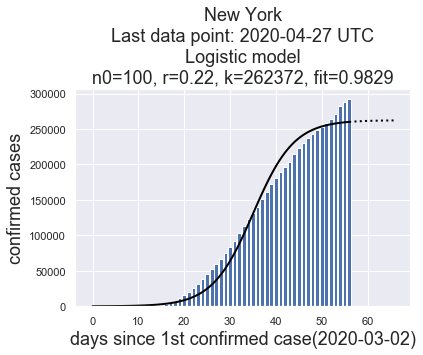 New York
Last data point: 2020-04-27 UTC
Logistic model
n0=100, r=0.22, k=262372, fit=0.9829
300000
250000
200000
150000
100000
50000
0
confirmed cases
0 10 20 30 40 50 60
days since 1st confirmed case(2020-03-02)